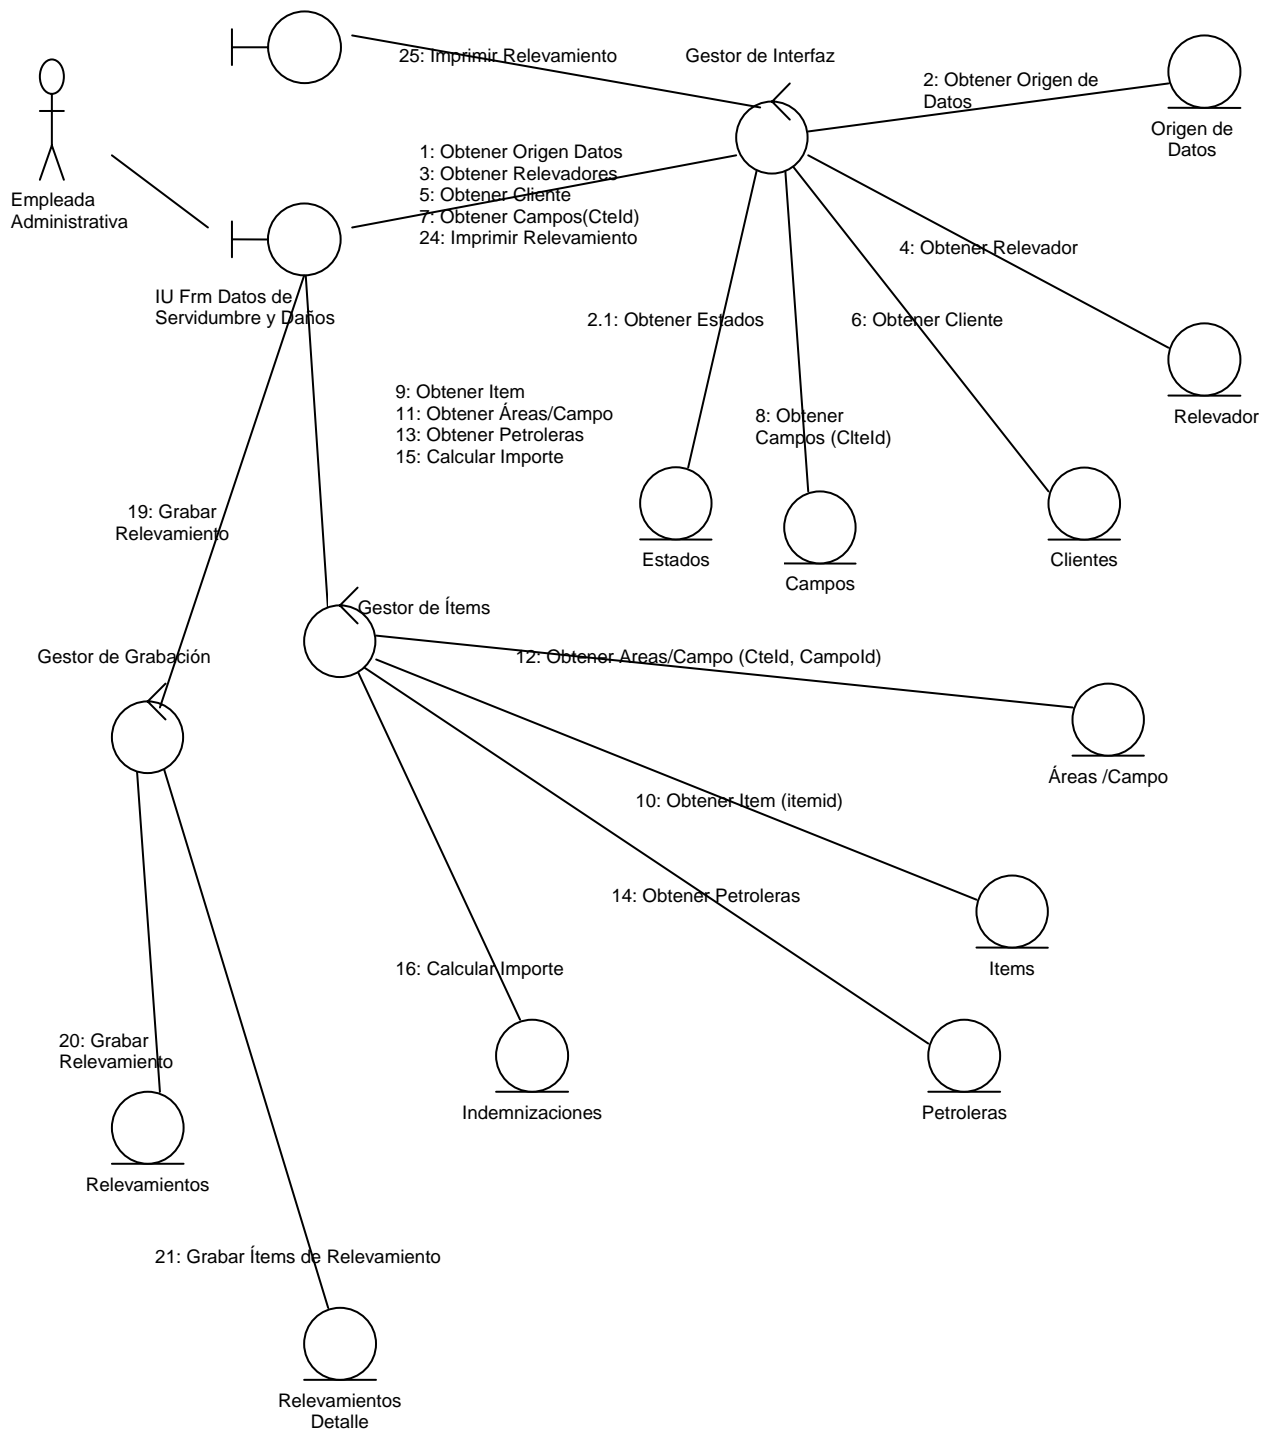 25: Imprimir Relevamiento
Gestor de Interfaz
2: Obtener Origen de
Datos
Origen de
Datos
Empleada
Administrativa
1: Obtener Origen Datos
3: Obtener Relevadores
5: Obtener Cliente
7: Obtener Campos(CteId)
24: Imprimir Relevamiento
4: Obtener Relevador
IU Frm Datos de
Servidumbre y Daños
2.1: Obtener Estados
6: Obtener Cliente
Relevador
9: Obtener Item
11: Obtener Áreas/Campo
13: Obtener Petroleras
15: Calcular Importe
8: Obtener
Campos (ClteId)
19: Grabar
Relevamiento
Estados
Campos
Clientes
Gestor de Ítems
Gestor de Grabación
12: Obtener Areas/Campo (CteId, CampoId)
Áreas /Campo
10: Obtener Item (itemid)
14: Obtener Petroleras
16: Calcular Importe
Items
20: Grabar
Relevamiento
Indemnizaciones
Petroleras
Relevamientos
21: Grabar Ítems de Relevamiento
Relevamientos
Detalle